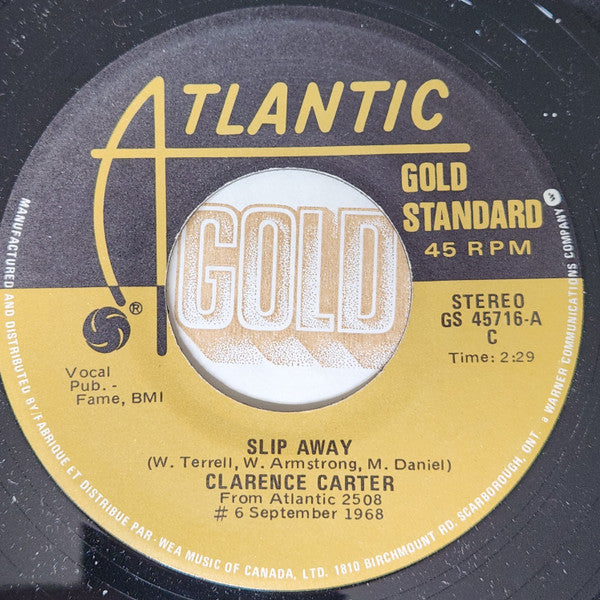 ATLANTIC
GOLD
STANDARD
45 RPM
GOLD
®
STEREO
GS 45716-A
C
Time: 2:29
Vocal
Pub. -
Fame, BMI
SLIP AWAY
(W. Terrell, W. Armstrong, M. Daniel)
CLARENCE CARTER
From Atlantic 2508
# 6 September 1968
MANUFACTURED AND DISTRIBUTED BY/FABRIQUE ET DISTRIBUE PAR-WEA MUSIC OF CANADA, LTD. 1810 BIRCHMOUNT RD. SCARBOROUGH, ONT. a WARNER COMMUNICATIONS COMPANY